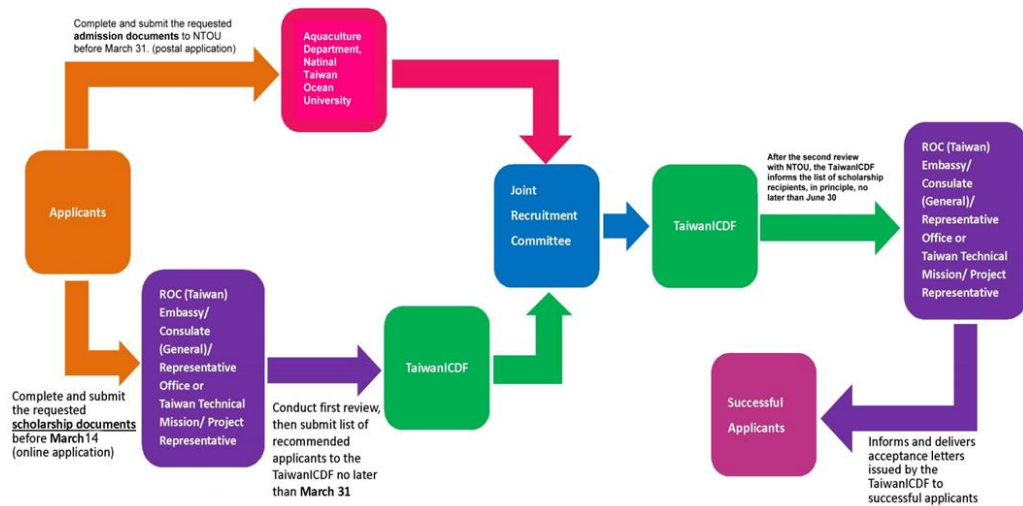 Complete and submit the requested
admission documents to NTOU
before March 31. (postal application)
Aquaculture
Department,
Natinal
Taiwan
Ocean
University
Applicants
Complete and submit
the requested
scholarship documents
before March14
(online application)
ROC (Taiwan)
Embassy/
Consulate
(General)/
Representative
Office or
Taiwan Technical
Mission/ Project
Representative
Conduct first review,
then submit list of
recommended
applicants to the
TaiwanICDF no later
than March 31
TaiwanICDF
Joint
Recruitment
Committee
TaiwanICDF
After the second review
with NTOU, the TaiwanICDF
informs the list of scholarship
recipients, in principle, no
later than June 30
ROC (Taiwan)
Embassy/
Consulate
(General)/
Representative
Office or
Taiwan Technical
Mission/ Project
Representative
Informs and delivers
acceptance letters
issued by the
TaiwanICDF to
successful applicants
Successful
Applicants